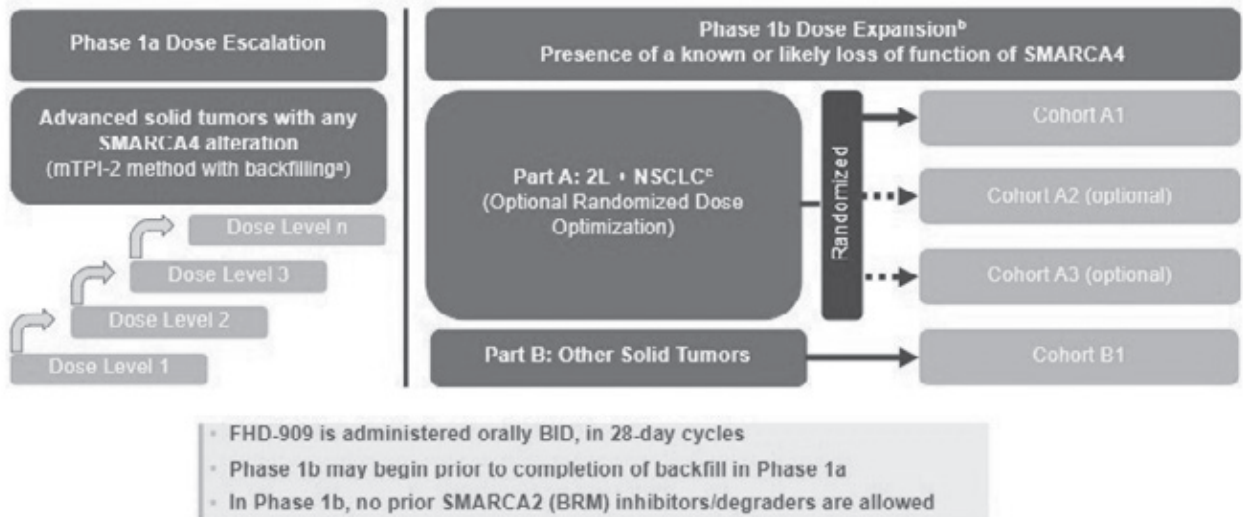 Phase 1a Dose Escalation
Advanced solid tumors with any
SMARCA4 alteration
(mTPI-2 method with backfillingᵃ)
Dose Level n
Dose Level 3
Dose Level 2
Dose Level 1
Phase 1b Dose Expansionᵇ
Presence of a known or likely loss of function of SMARCA4
Part A: 2L + NSCLCᶜ
(Optional Randomized Dose
Optimization)
Randomized
Cohort A1
Cohort A2 (optional)
Cohort A3 (optional)
Part B: Other Solid Tumors
Cohort B1
• FHD-909 is administered orally BID, in 28-day cycles
• Phase 1b may begin prior to completion of backfill in Phase 1a
• In Phase 1b, no prior SMARCA2 (BRM) inhibitors/degraders are allowed